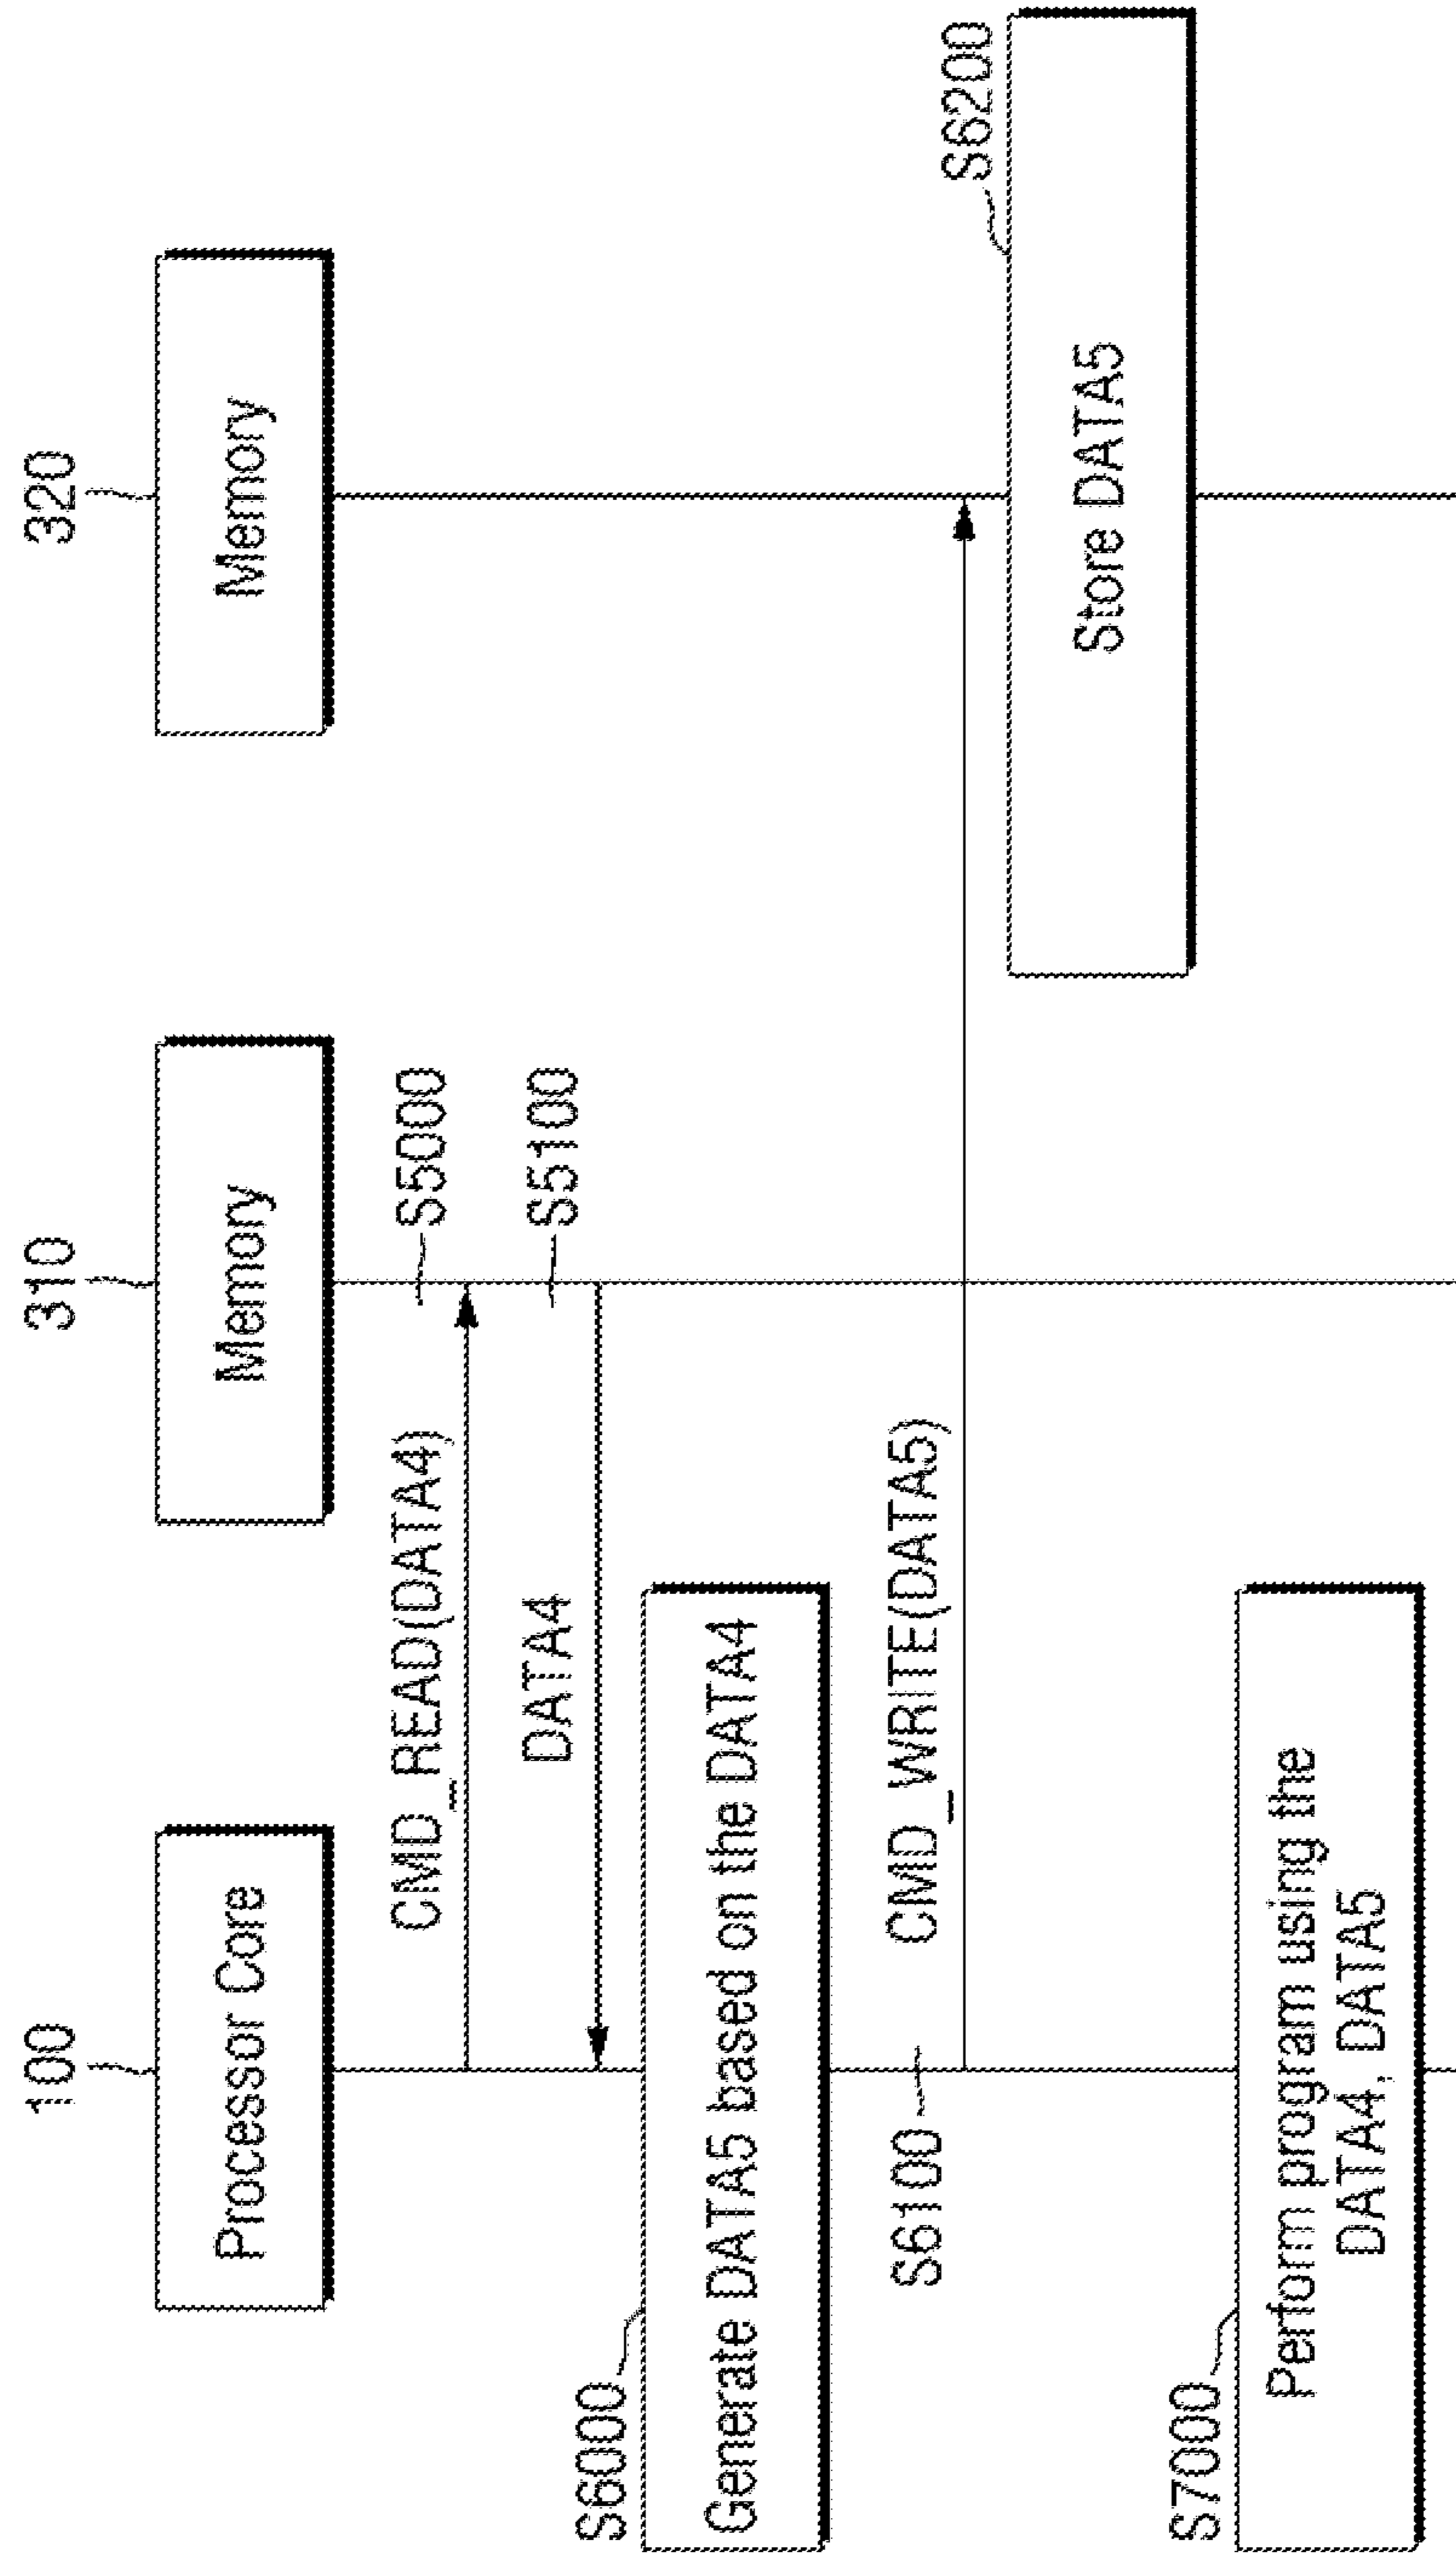 100
310
320
Processor Core
Memory
Memory
CMD_READ(DATA4)
S5000
DATA4
S5100
S6000
Generate DATA5 based on the DATA4
S6100
CMD_WRITE(DATA5)
S6200
Store DATA5
S7000
Perform program using the
DATA4, DATA5